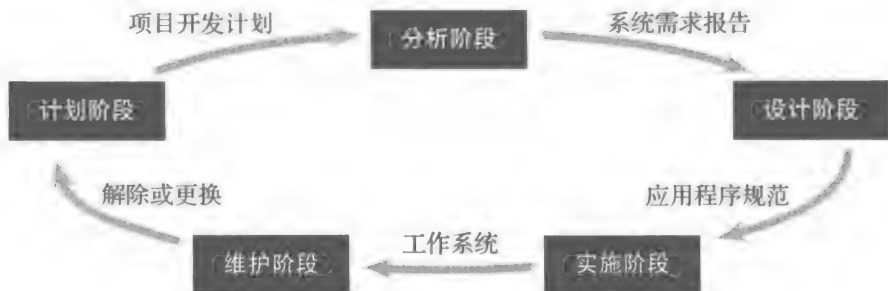 项目开发计划
分析阶段
系统需求报告
计划阶段
设计阶段
解除或更换
应用程序规范
维护阶段
工作系统
实施阶段